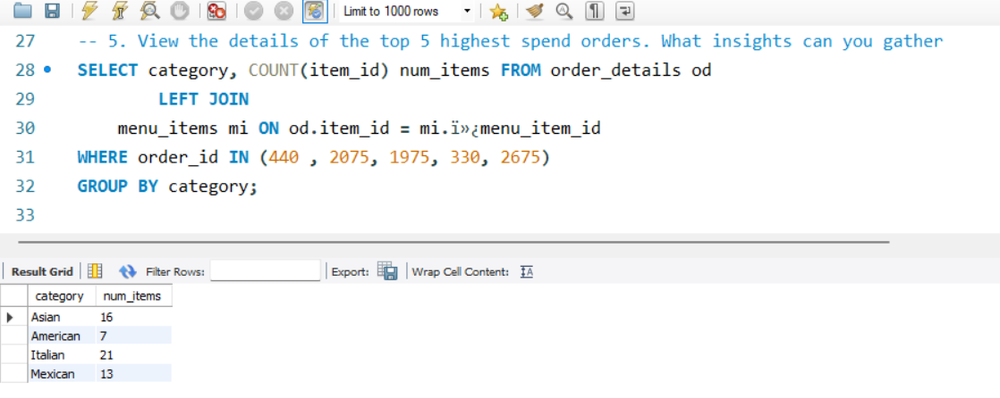 Limit to 1000 rows
27 -- 5. View the details of the top 5 highest spend orders. What insights can you gather
28 SELECT category, COUNT(item_id) num_items FROM order_details od
29 LEFT JOIN
30 menu_items mi ON od.item_id = mi.ï»¿menu_item_id
31 WHERE order_id IN (440 , 2075, 1975, 330, 2675)
32 GROUP BY category;
33
Result Grid Filter Rows: Export: Wrap Cell Content: IA
category num_items
Asian 16
American 7
Italian 21
Mexican 13